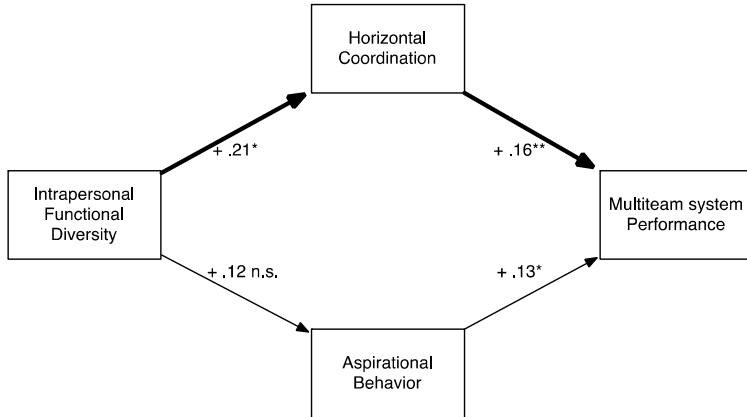 Horizontal
Coordination
+ .21*
+ .16**
Intrapersonal
Functional
Diversity
Multiteam system
Performance
+ .12 n.s.
+ .13*
Aspirational
Behavior